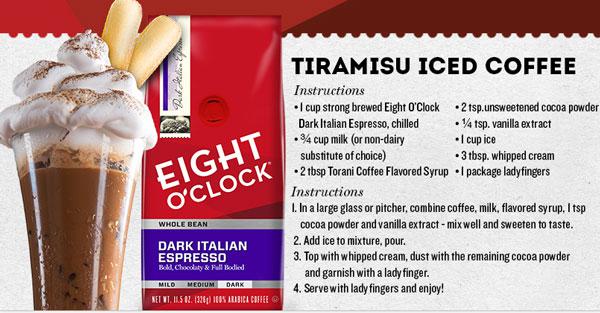 TIRAMISU ICED COFFEE
Instructions
• 1 cup strong brewed Eight O'Clock
Dark Italian Espresso, chilled
• ¾ cup milk (or non-dairy
substitute of choice)
• 2 tbsp Torani Coffee Flavored Syrup
• 2 tsp.unsweetened cocoa powder
• ¼ tsp. vanilla extract
• 1 cup ice
• 3 tbsp. whipped cream
• 1 package ladyfingers
Instructions
1. In a large glass or pitcher, combine coffee, milk, flavored syrup, 1 tsp
cocoa powder and vanilla extract - mix well and sweeten to taste.
2. Add ice to mixture, pour.
3. Top with whipped cream, dust with the remaining cocoa powder
and garnish with a lady finger.
4. Serve with lady fingers and enjoy!
Dark Italian Espresso
EIGHT
O'CLOCK
WHOLE BEAN
DARK ITALIAN
ESPRESSO
Bold, Chocolaty & Full Bodied
MILD MEDIUM DARK
NET WT. 11.5 OZ. (326g) 100% ARABICA COFFEE